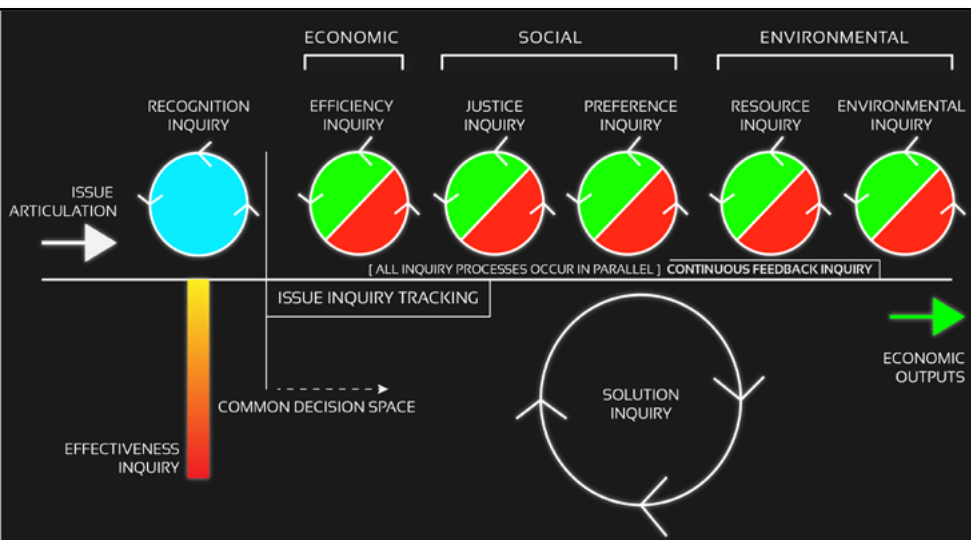 ECONOMIC
SOCIAL
ENVIRONMENTAL
RECOGNITION
INQUIRY
EFFICIENCY
INQUIRY
JUSTICE
INQUIRY
PREFERENCE
INQUIRY
RESOURCE
INQUIRY
ENVIRONMENTAL
INQUIRY
ISSUE
ARTICULATION
[ ALL INQUIRY PROCESSES OCCUR IN PARALLEL ] CONTINUOUS FEEDBACK INQUIRY
ISSUE INQUIRY TRACKING
ECONOMIC
OUTPUTS
COMMON DECISION SPACE
SOLUTION
INQUIRY
EFFECTIVENESS
INQUIRY